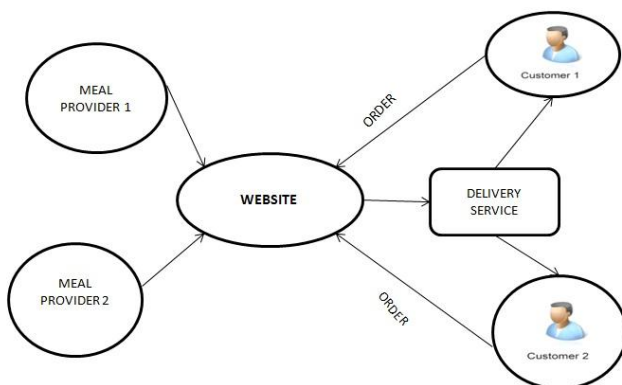 Customer 1
MEAL
PROVIDER 1
ORDER
WEBSITE
DELIVERY
SERVICE
MEAL
PROVIDER 2
ORDER
Customer 2